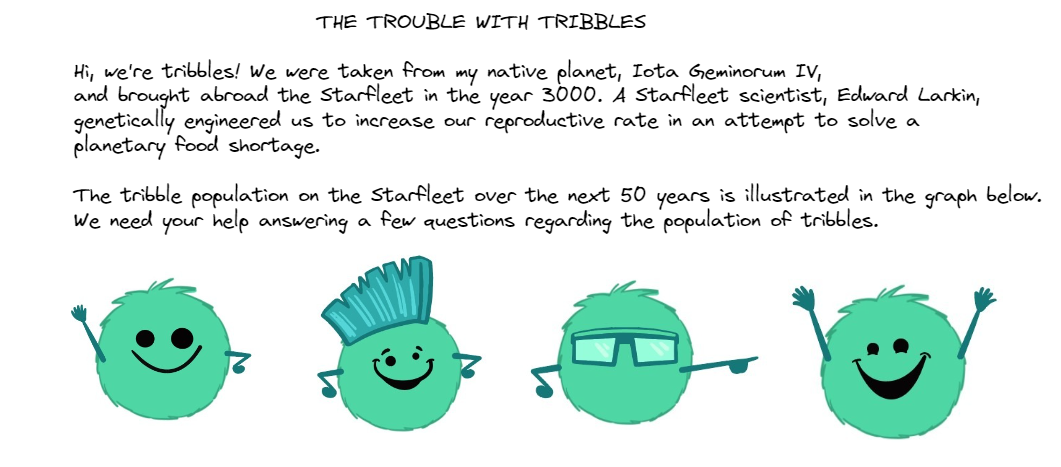 THE TROUBLE WITH TRIBBLES
Hi, we're tribbles! We were taken from my native planet, Iota Geminorum IV,
and brought abroad the Starfleet in the year 3000. A Starfleet scientist, Edward Larkin,
genetically engineered us to increase our reproductive rate in an attempt to solve a
planetary food shortage.
The tribble population on the Starfleet over the next 50 years is illustrated in the graph below.
We need your help answering a few questions regarding the population of tribbles.